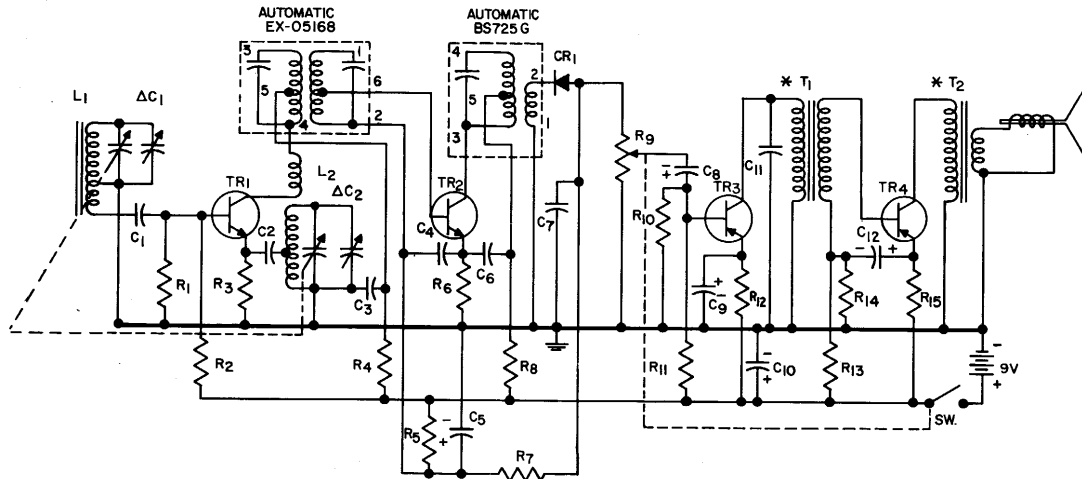 AUTOMATIC
EX-05168
AUTOMATIC
BS725G
3
1
4
CR1
2
5
6
5
* T1
* T2
L1
ΔC1
4
2
3
1
R9
C8
C11
L2
TR1
ΔC2
TR2
TR3
TR4
C1
C2
C4
C7
R10
C12
- +
R1
R3
C3
R6
C6
+
-
C9
R12
R14
R15
R2
R4
R8
R11
-
C10
+
R13
-
9V
+
R5
-
+
C5
R7
SW.